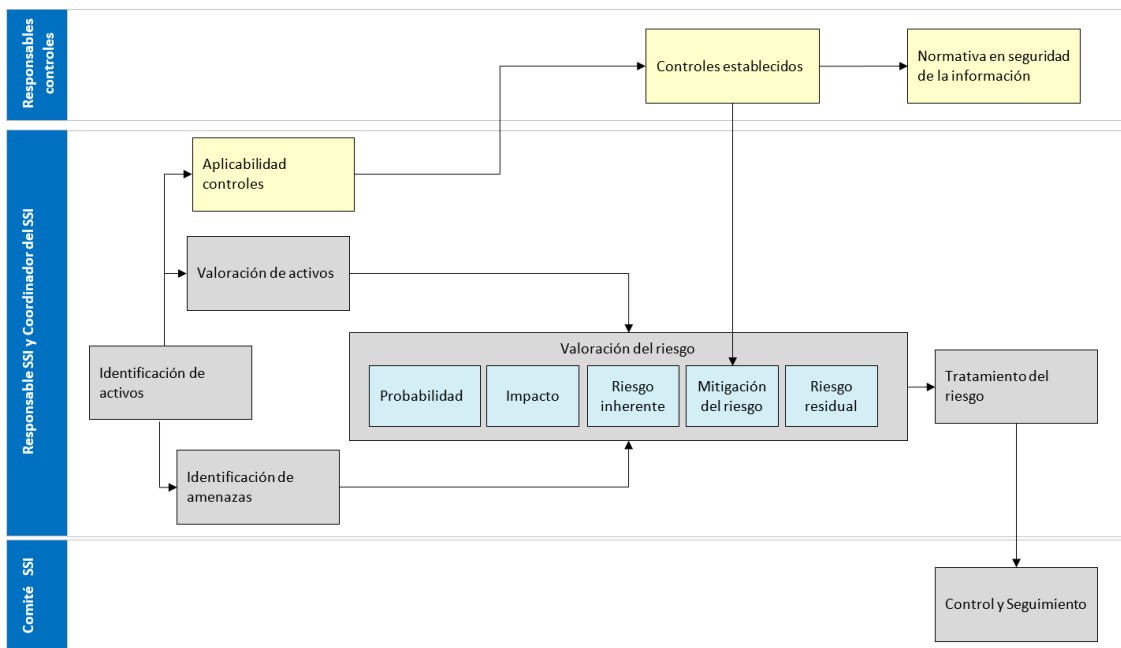 Responsables
controles
Controles establecidos
Normativa en seguridad
de la información
Responsable SSI y Coordinador del SSI
Aplicabilidad
controles
Valoración de activos
Identificación de
activos
Identificación de
amenazas
Valoración del riesgo
Probabilidad
Impacto
Riesgo
inherente
Mitigación
del riesgo
Riesgo
residual
Tratamiento del
riesgo
Comité SSI
Control y Seguimiento